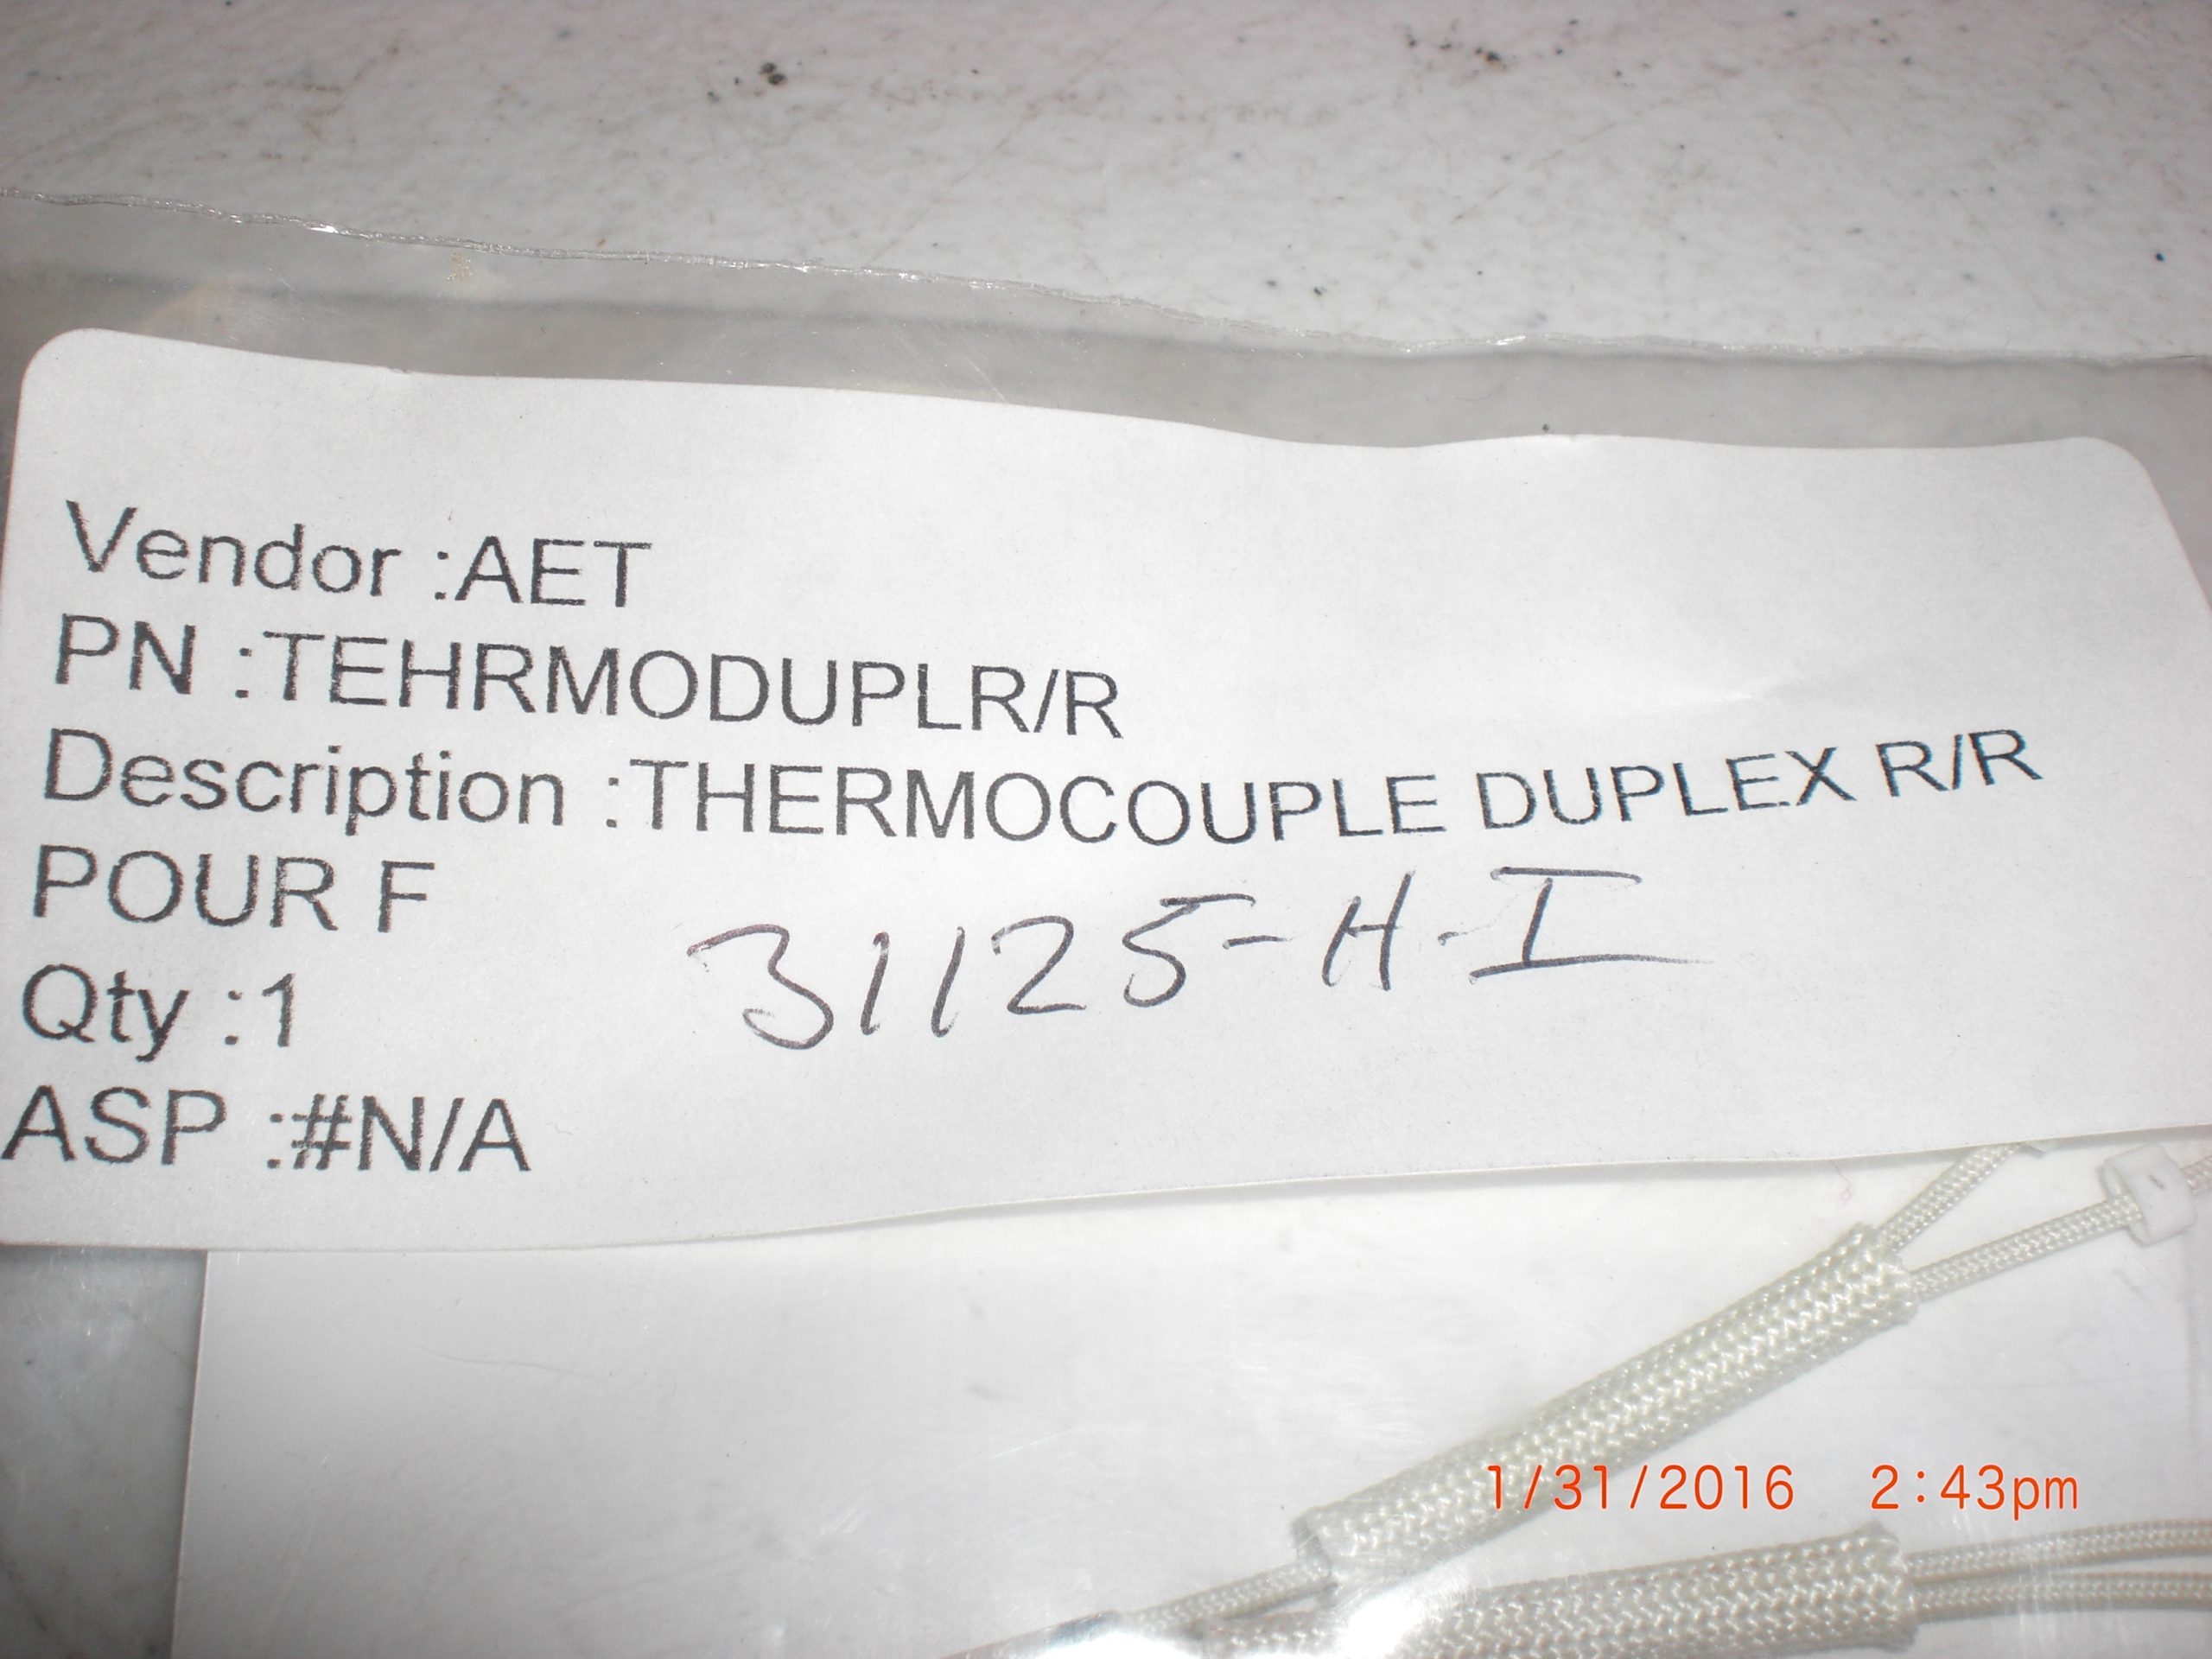 Vendor :AET
PN :TEHRMODUPLR/R
Description :THERMOCOUPLE DUPLEX R/R
POUR F
31125-H-I
Qty :1
ASP :#N/A
1/31/2016 2:43pm